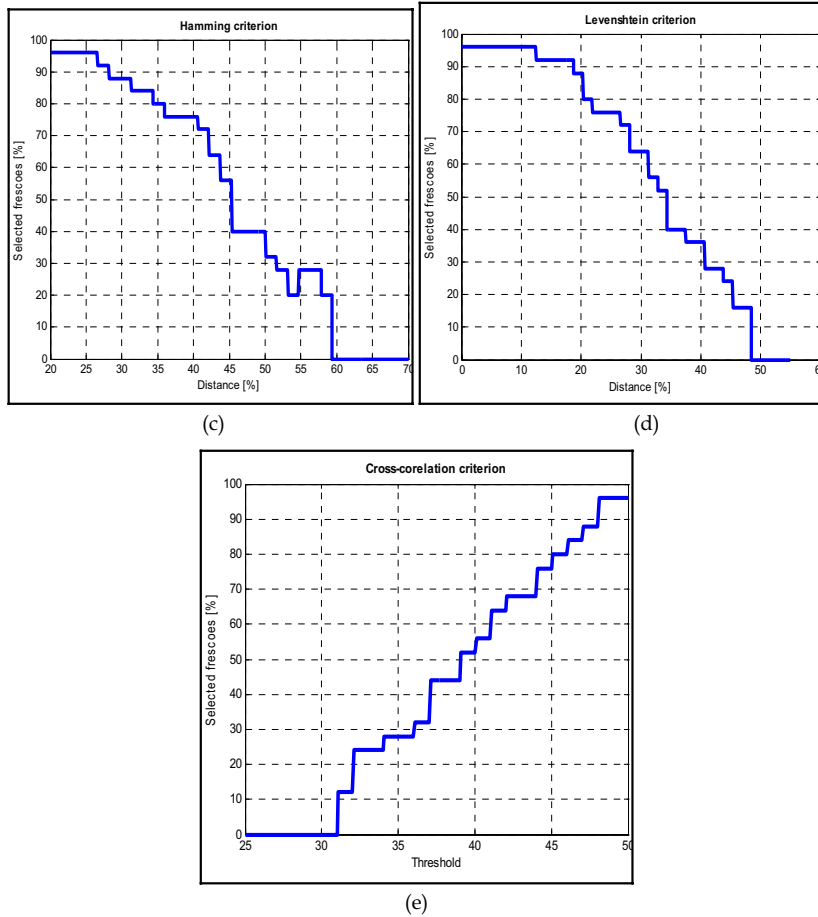 Hamming criterion
100
90
80
70
60
50
40
30
20
10
0
Selected frescoes [%]
20 25 30 35 40 45 50 55 60 65 70
Distance [%]
(c)
Levenshtein criterion
100
90
80
70
60
50
40
30
20
10
0
Selected frescoes [%]
0 10 20 30 40 50
Distance [%]
(d)
Cross-corelation criterion
100
90
80
70
60
50
40
30
20
10
0
Selected frescoes [%]
25 30 35 40 45 50
Threshold
(e)